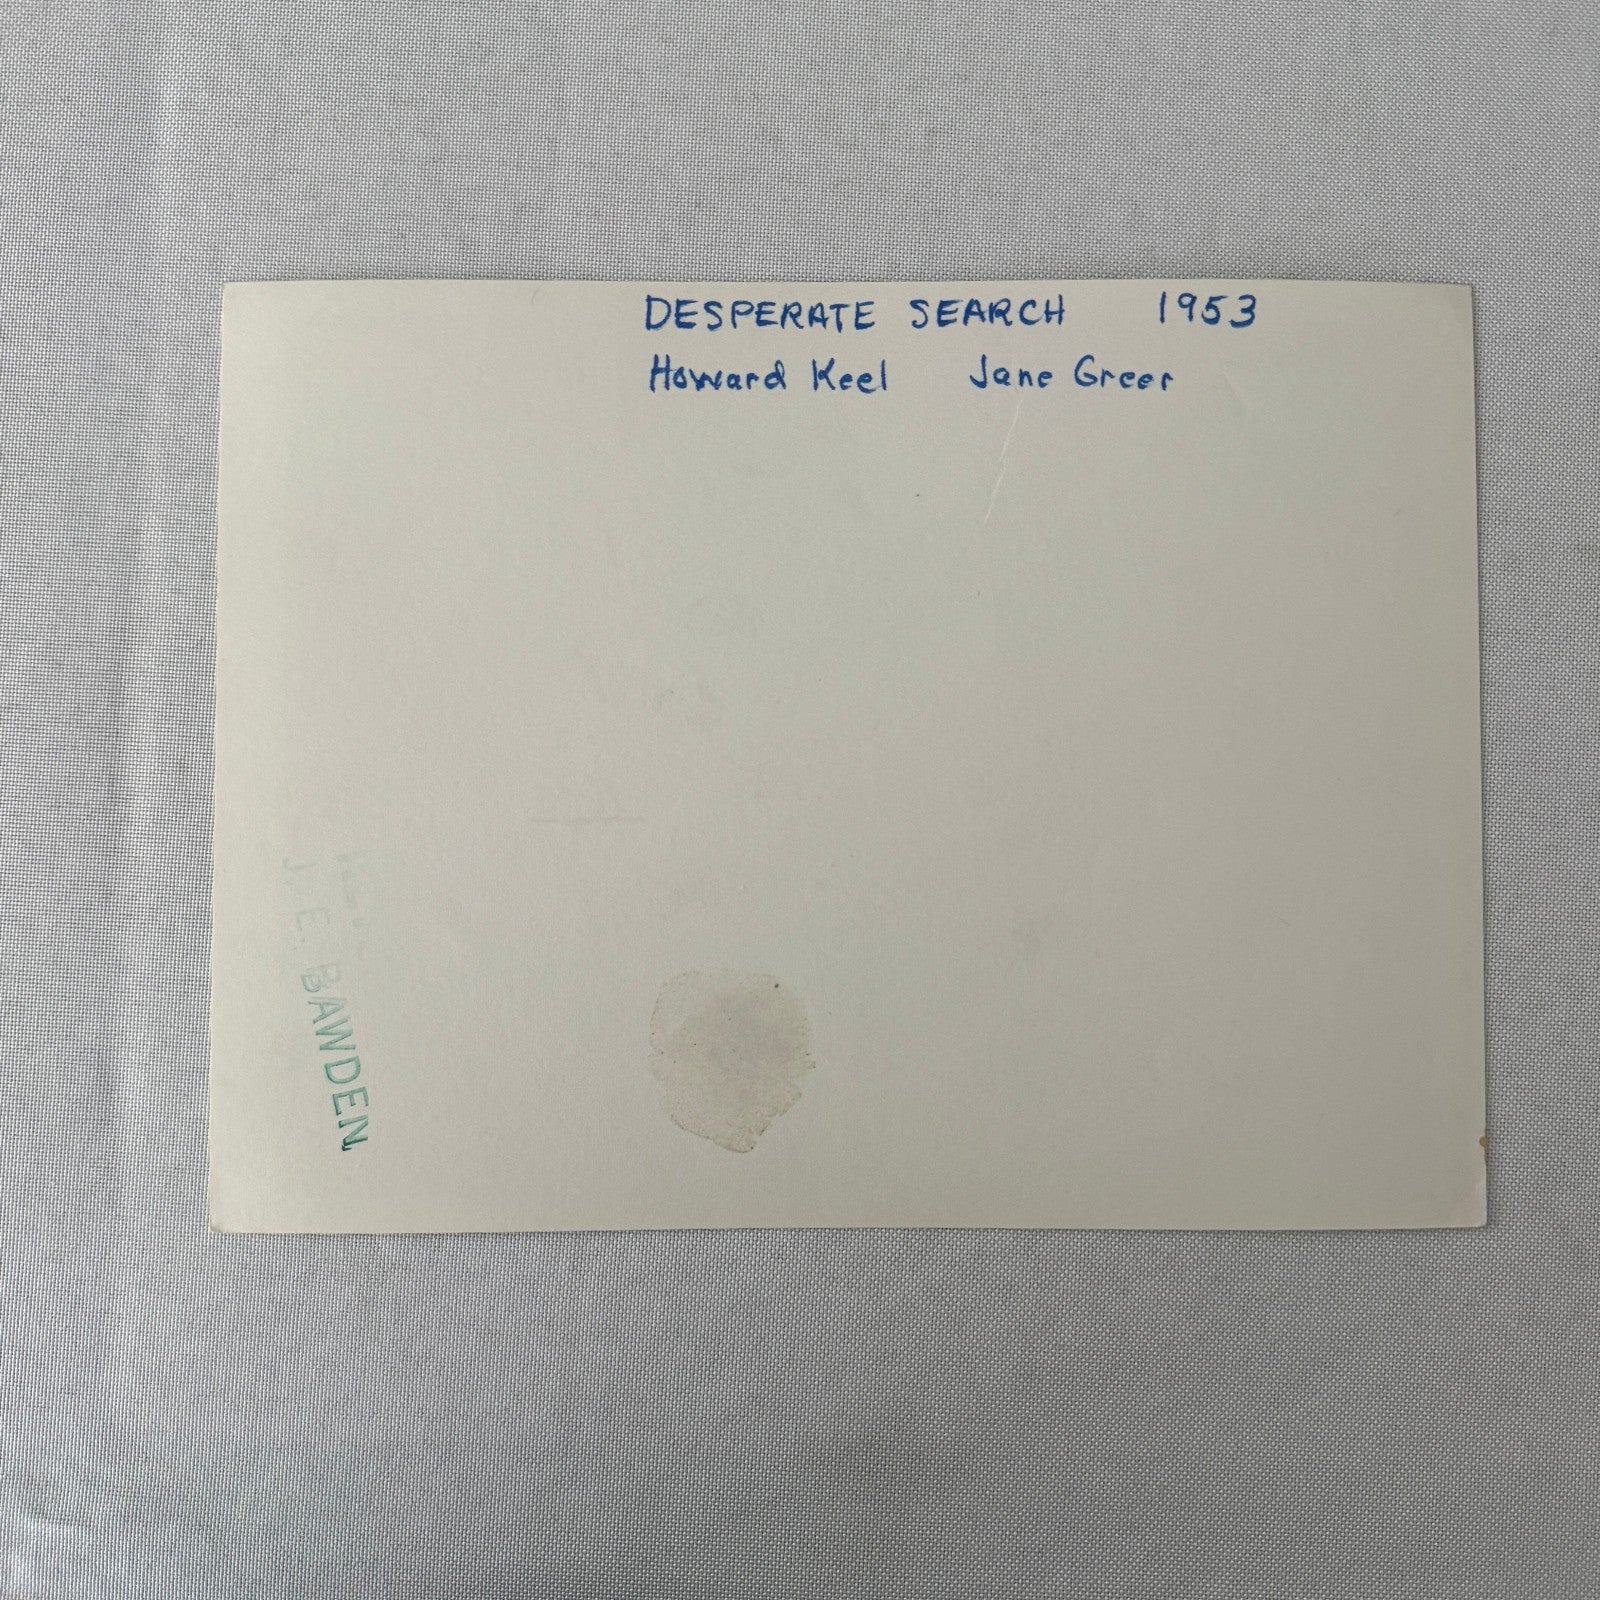 DESPERATE SEARCH 1953
Howard Keel Jane Greer
J. E. BAWDEN